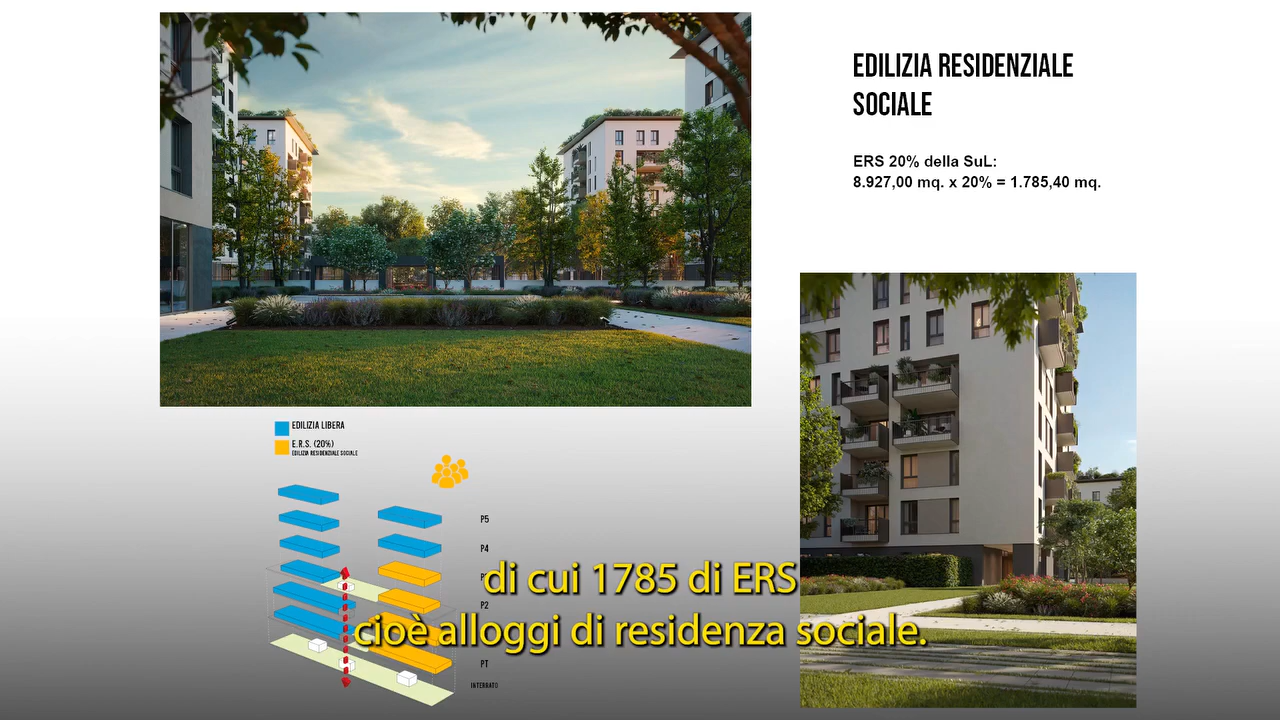 EDILIZIA RESIDENZIALE
SOCIALE
ERS 20% della SuL:
8.927,00 mq. x 20% = 1.785,40 mq.
EDILIZIA LIBERA
E.R.S. (20%)
EDILIZIA RESIDENZIALE SOCIALE
P5
P4
P2
PT
INTERRATO
di cui 1785 di ERS
cioè alloggi di residenza sociale.